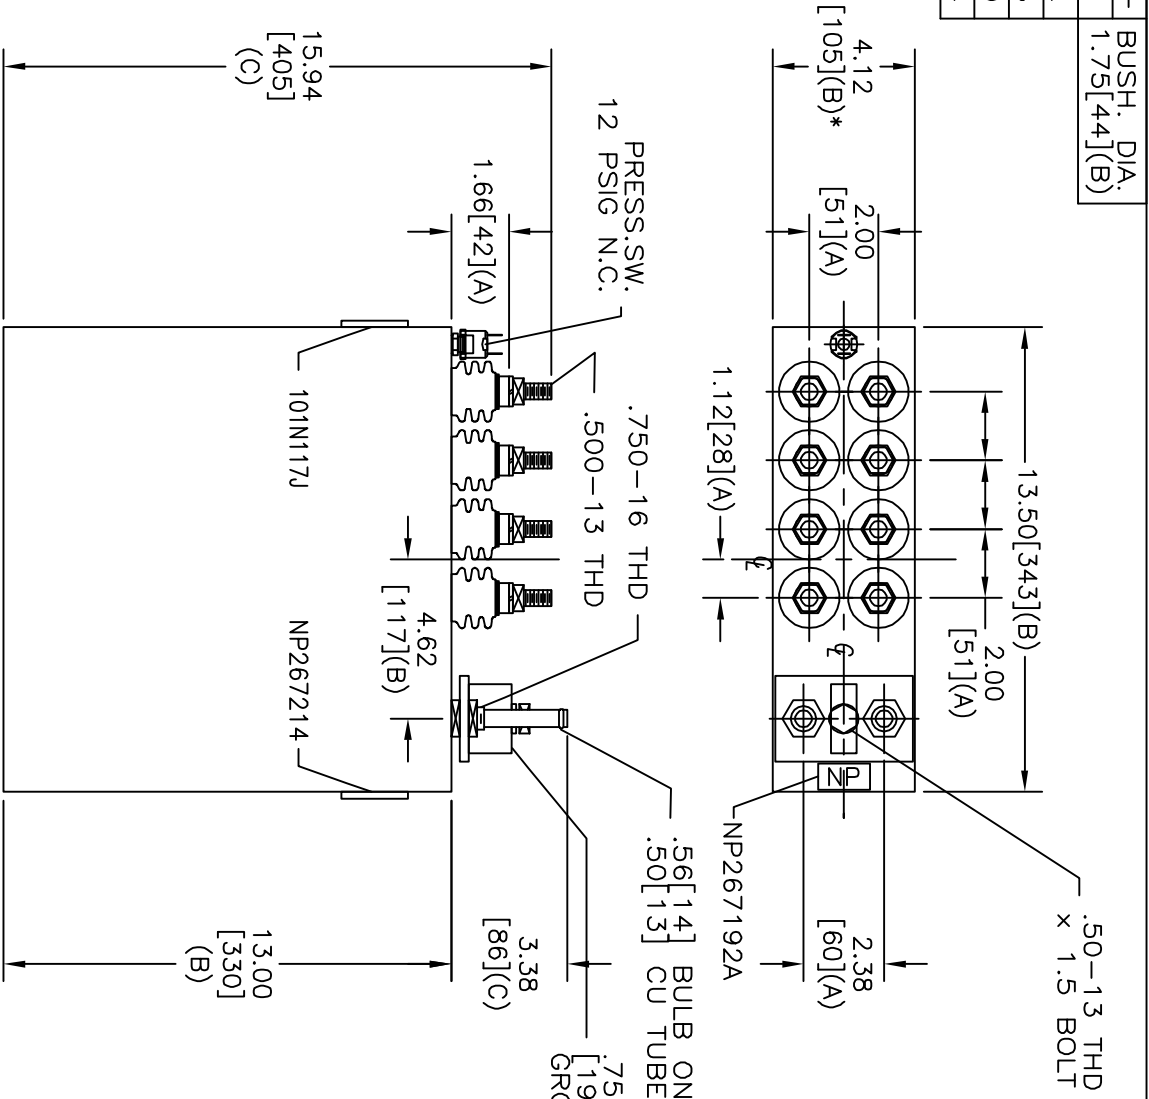 BUSH. DIA.
1.75[44](B)
4.12
[105](B)*
2.00
[51](A)
13.50[343](B)
2.00
[51](A)
1.12[28](A)
℄
℄
NP
NP267192A
2.38
[60](A)
.50-13 THD
x 1.5 BOLT
15.94
[405]
(C)
1.66[42](A)
PRESS.SW.
12 PSIG N.C.
.750-16 THD
.500-13 THD
101N117J
4.62
[117](B)
NP267214
.56[14] BULB ON
.50[13] CU TUBE
3.38
[86](C)
13.00
[330]
(B)
.75
[19